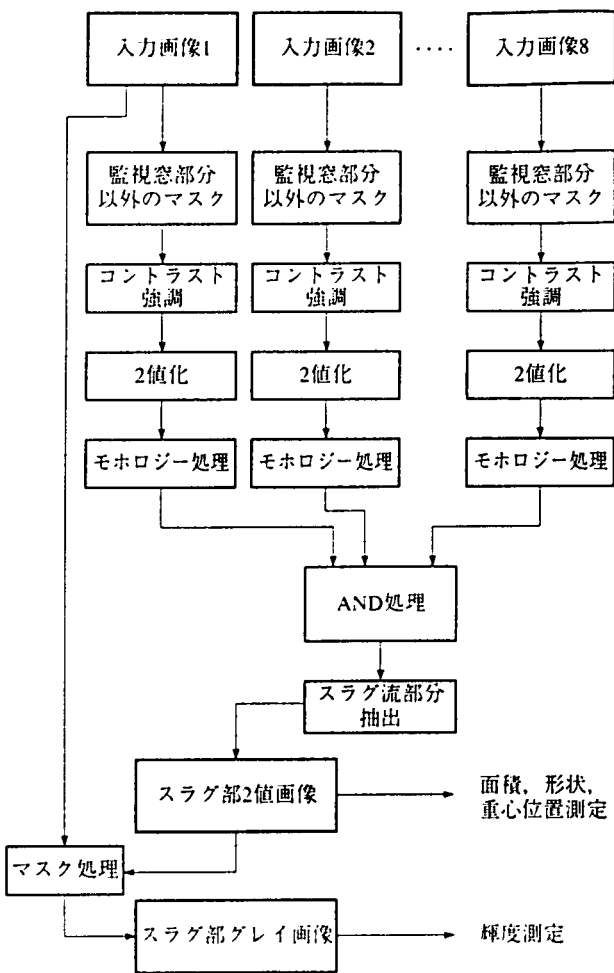 入力画像1
入力画像2
‥‥
入力画像8
監視窓部分
以外のマスク
監視窓部分
以外のマスク
監視窓部分
以外のマスク
コントラスト
強調
コントラスト
強調
コントラスト
強調
2値化
2値化
2値化
モホロジー処理
モホロジー処理
モホロジー処理
AND処理
スラグ流部分
抽出
スラグ部2値画像
面積，形状，
重心位置測定
マスク処理
スラグ部グレイ画像
輝度測定